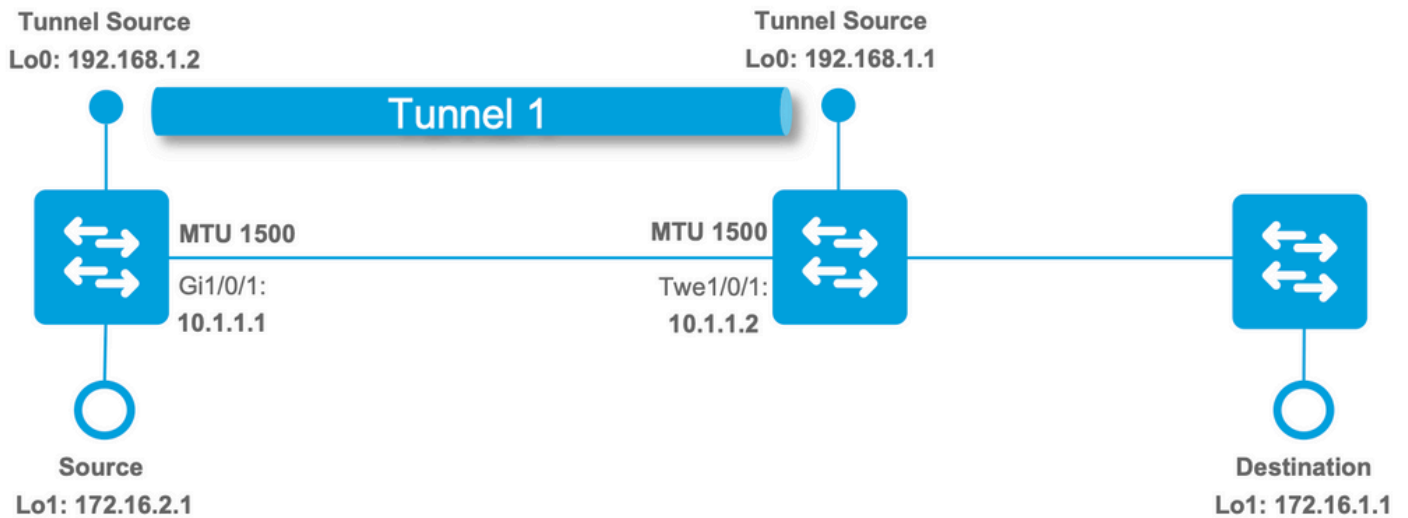 Tunnel Source
Lo0: 192.168.1.2
Tunnel Source
Lo0: 192.168.1.1
Tunnel 1
MTU 1500
Gi1/0/1:
10.1.1.1
MTU 1500
Twe1/0/1:
10.1.1.2
Source
Lo1: 172.16.2.1
Destination
Lo1: 172.16.1.1